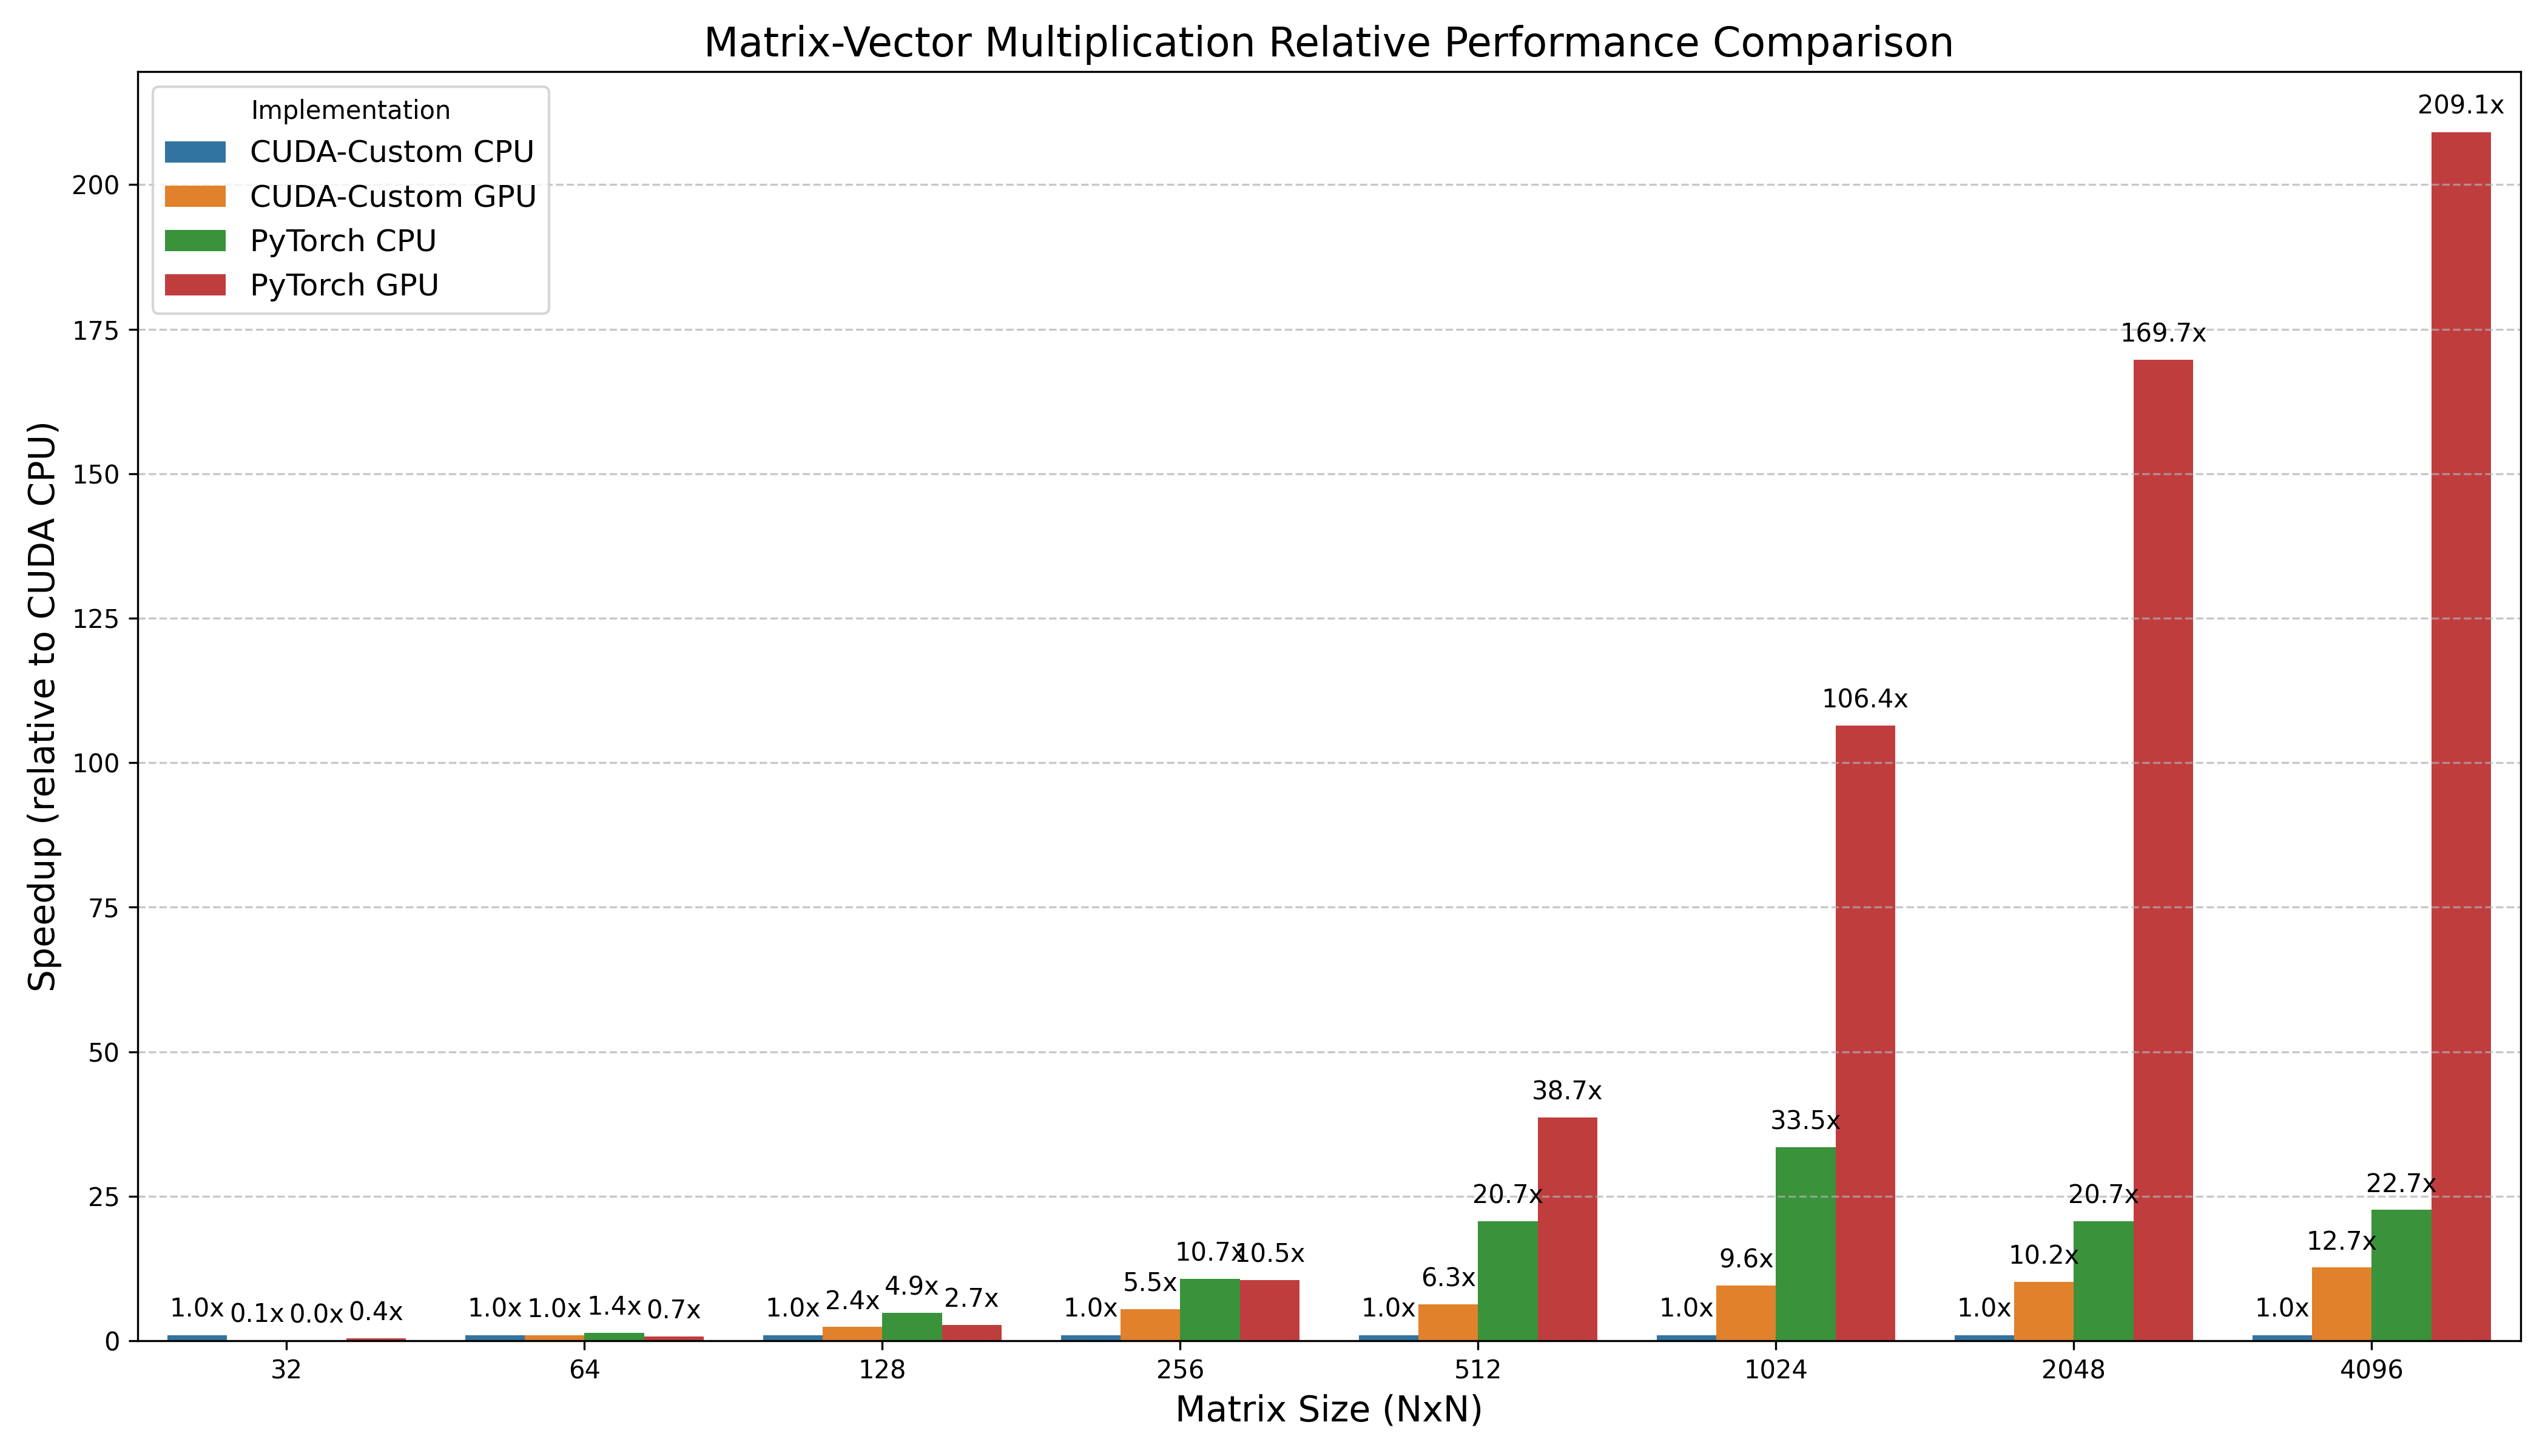 Matrix-Vector Multiplication Relative Performance Comparison
Implementation
CUDA-Custom CPU
CUDA-Custom GPU
PyTorch CPU
PyTorch GPU
Speedup (relative to CUDA CPU)
200
175
150
125
100
75
50
25
0
1.0x 0.1x 0.0x 0.4x
1.0x 1.0x 1.4x 0.7x
1.0x 2.4x 4.9x 2.7x
1.0x 5.5x 10.7x 10.5x
1.0x 6.3x 20.7x 38.7x
1.0x 9.6x 33.5x 106.4x
1.0x 10.2x 20.7x 169.7x
1.0x 12.7x 22.7x 209.1x
32 64 128 256 512 1024 2048 4096
Matrix Size (NxN)